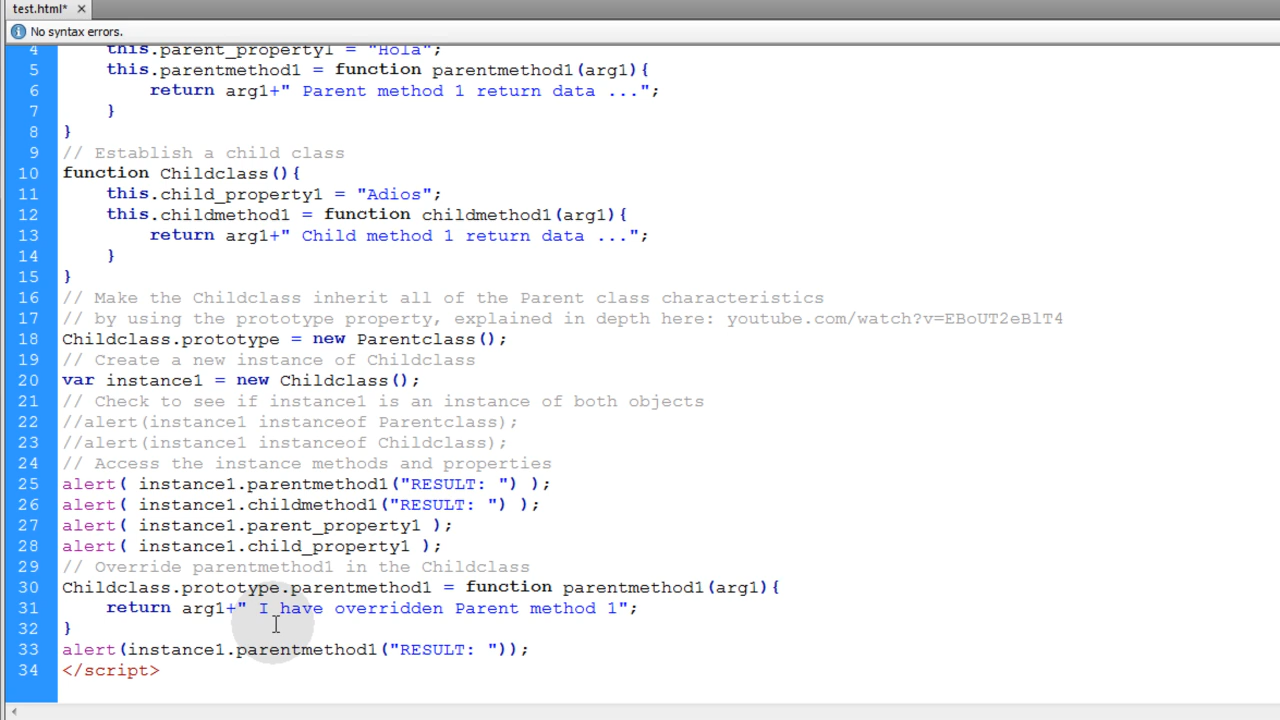 test.html*
No syntax errors.
4 this.parent_property1 = "Hola";
5 this.parentmethod1 = function parentmethod1(arg1){
6 return arg1+" Parent method 1 return data ...";
7 }
8 }
9 // Establish a child class
10 function Childclass(){
11 this.child_property1 = "Adios";
12 this.childmethod1 = function childmethod1(arg1){
13 return arg1+" Child method 1 return data ...";
14 }
15 }
16 // Make the Childclass inherit all of the Parent class characteristics
17 // by using the prototype property, explained in depth here: youtube.com/watch?v=EBoUT2eBlT4
18 Childclass.prototype = new Parentclass();
19 // Create a new instance of Childclass
20 var instance1 = new Childclass();
21 // Check to see if instance1 is an instance of both objects
22 //alert(instance1 instanceof Parentclass);
23 //alert(instance1 instanceof Childclass);
24 // Access the instance methods and properties
25 alert( instance1.parentmethod1("RESULT: ") );
26 alert( instance1.childmethod1("RESULT: ") );
27 alert( instance1.parent_property1 );
28 alert( instance1.child_property1 );
29 // Override parentmethod1 in the Childclass
30 Childclass.prototype.parentmethod1 = function parentmethod1(arg1){
31 return arg1+" I have overridden Parent method 1";
32 }
33 alert(instance1.parentmethod1("RESULT: "));
34 </script>